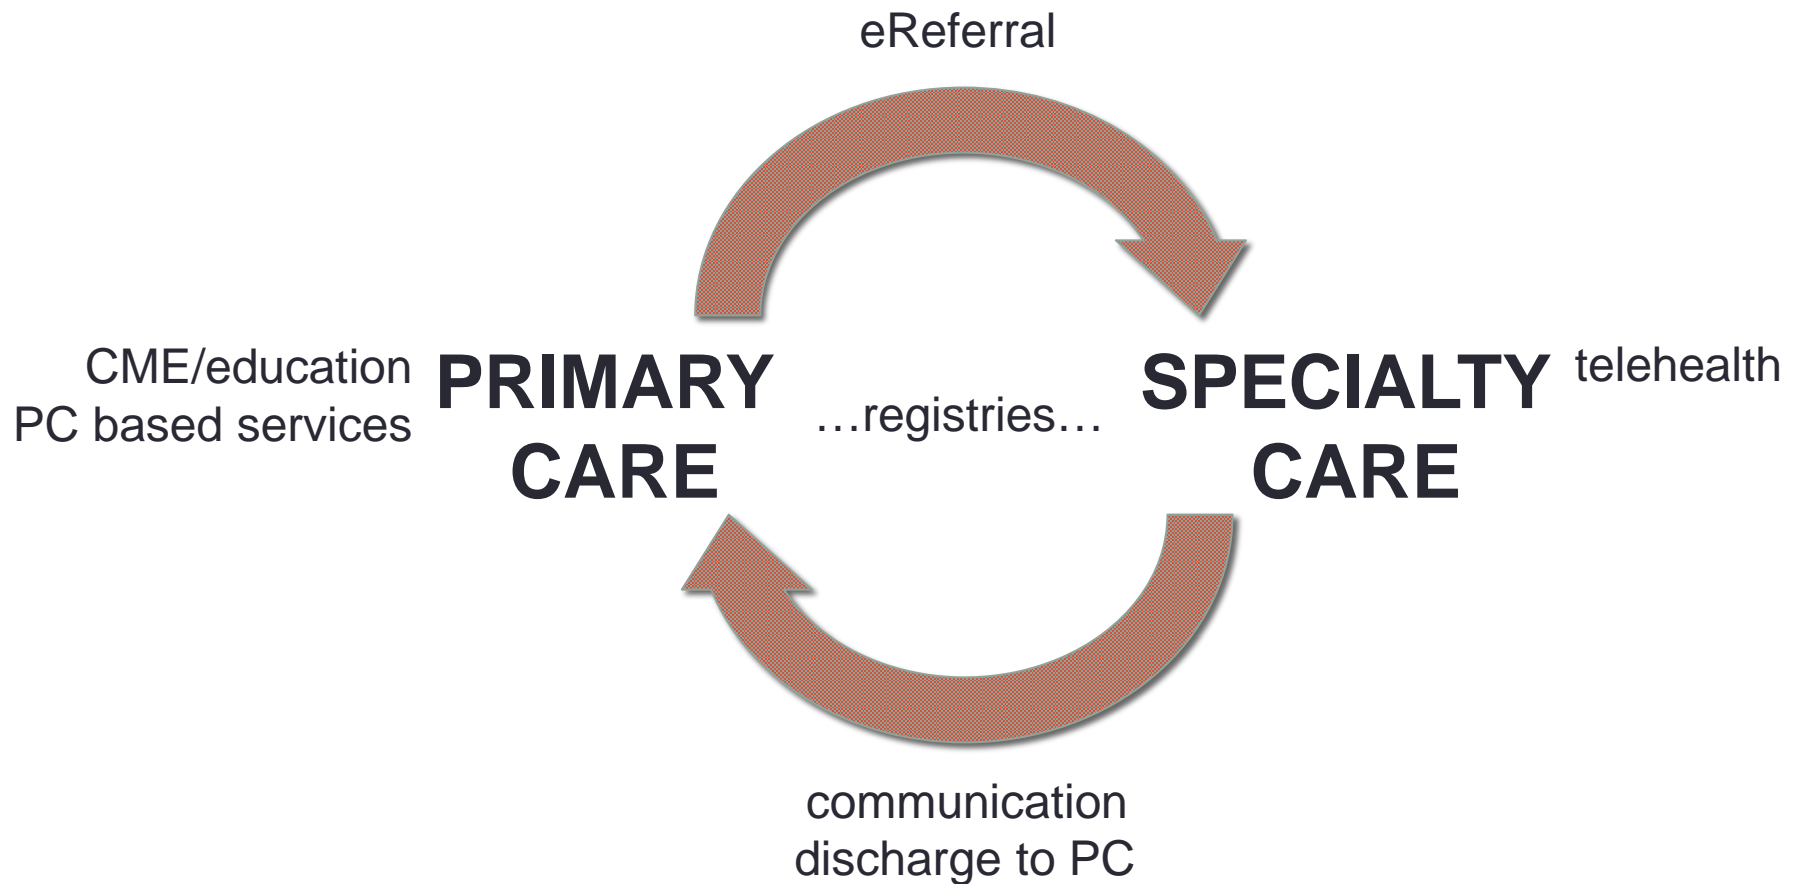 eReferral
CME/education
PC based services
PRIMARY
CARE
…registries…
SPECIALTY
CARE
telehealth
communication
discharge to PC